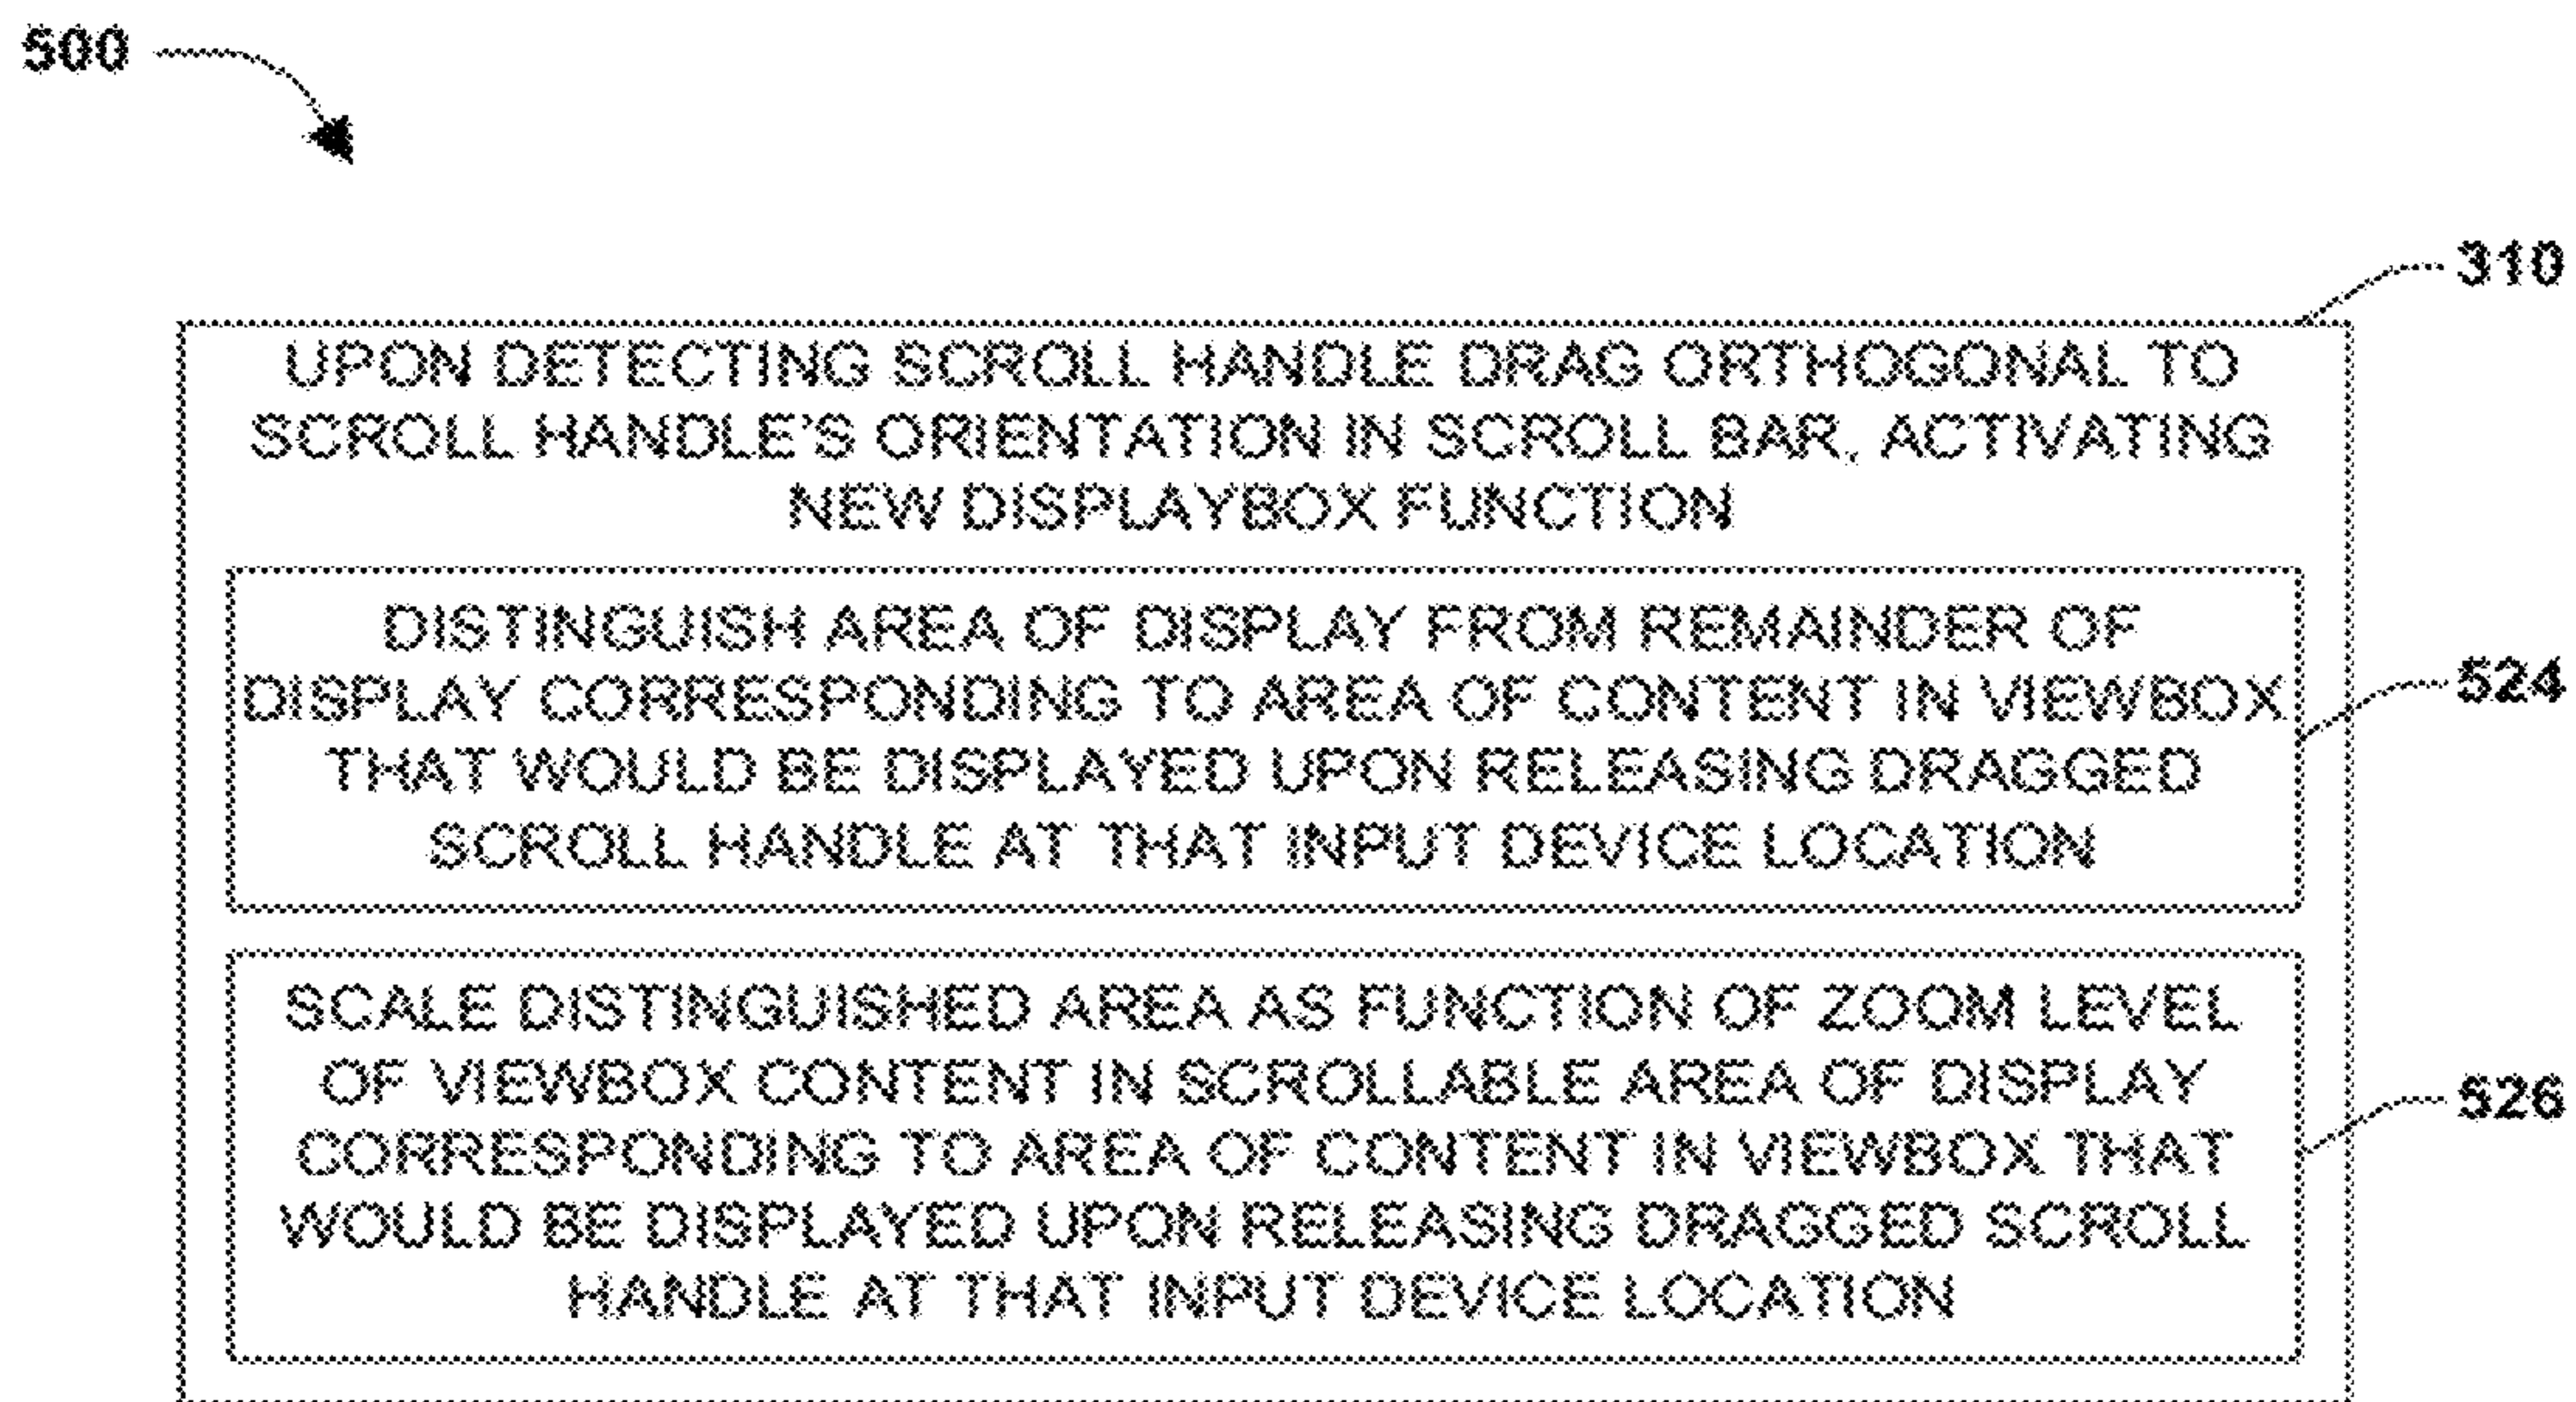 500
310
UPON DETECTING SCROLL HANDLE DRAG ORTHOGONAL TO
SCROLL HANDLE'S ORIENTATION IN SCROLL BAR, ACTIVATING
NEW DISPLAYBOX FUNCTION
DISTINGUISH AREA OF DISPLAY FROM REMAINDER OF
DISPLAY CORRESPONDING TO AREA OF CONTENT IN VIEWBOX
THAT WOULD BE DISPLAYED UPON RELEASING DRAGGED
SCROLL HANDLE AT THAT INPUT DEVICE LOCATION
524
SCALE DISTINGUISHED AREA AS FUNCTION OF ZOOM LEVEL
OF VIEWBOX CONTENT IN SCROLLABLE AREA OF DISPLAY
CORRESPONDING TO AREA OF CONTENT IN VIEWBOX THAT
WOULD BE DISPLAYED UPON RELEASING DRAGGED SCROLL
HANDLE AT THAT INPUT DEVICE LOCATION
526